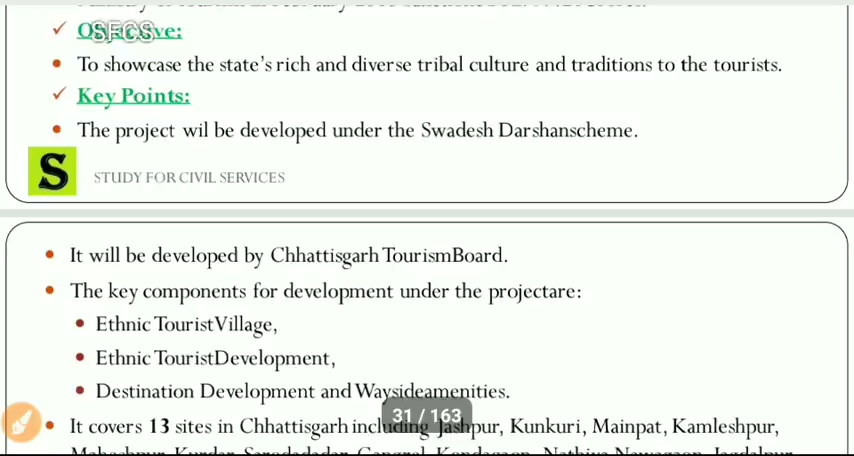 SFCS
✓ Objective:
• To showcase the state's rich and diverse tribal culture and traditions to the tourists.
✓ Key Points:
• The project wil be developed under the Swadesh Darshanscheme.
S STUDY FOR CIVIL SERVICES
• It will be developed by Chhattisgarh TourismBoard.
• The key components for development under the projectare:
• Ethnic TouristVillage,
• Ethnic TouristDevelopment,
• Destination Development and Waysideamenities.
31 / 163
• It covers 13 sites in Chhattisgarh including Jashpur, Kunkuri, Mainpat, Kamleshpur,